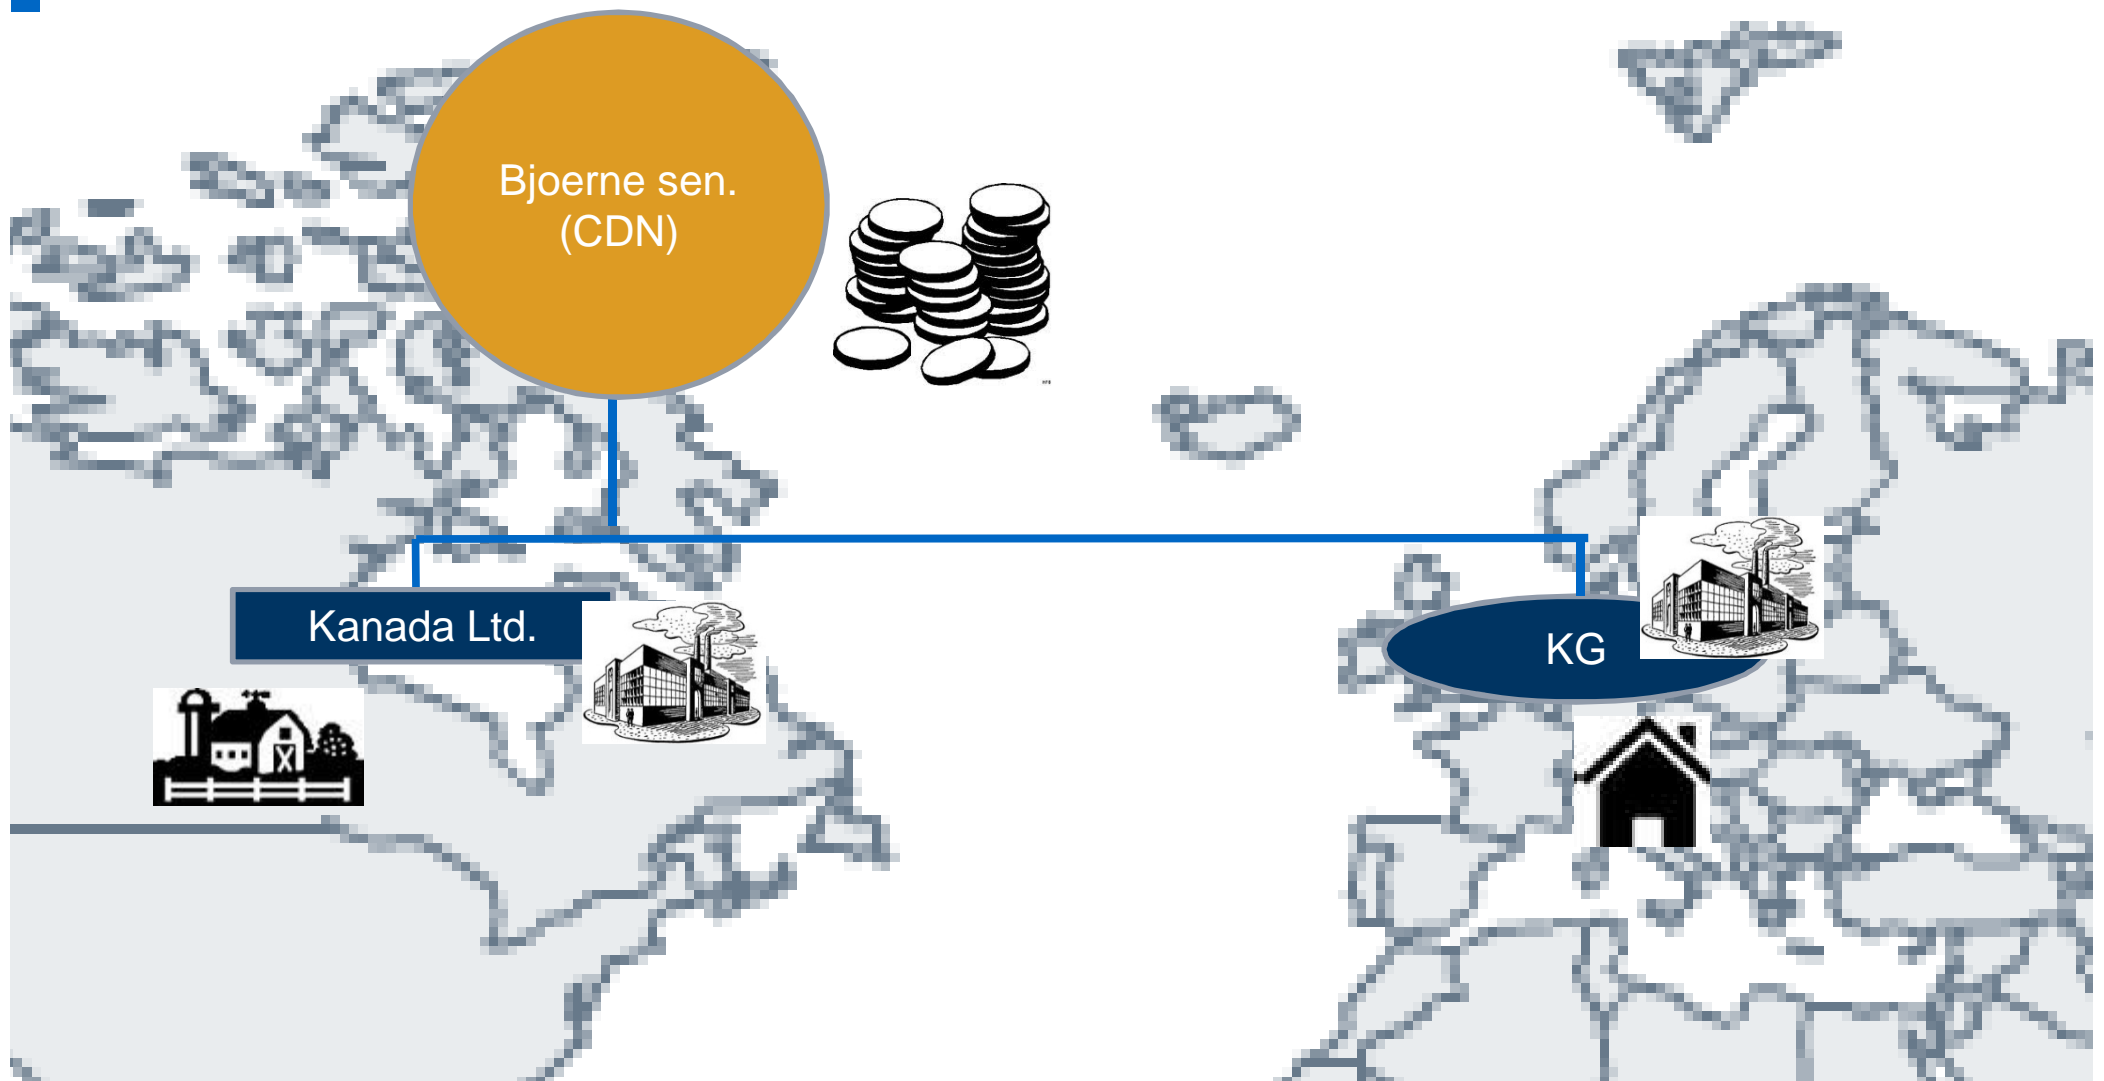 Bjoerne sen.
(CDN)
Kanada Ltd.
KG